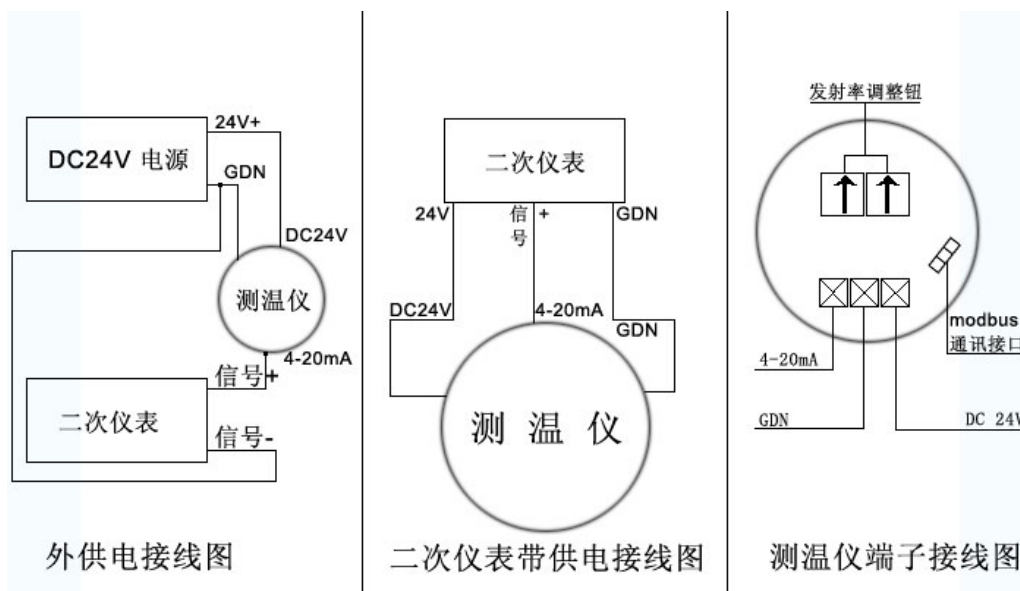 24V+
DC24V 电源
GDN
DC24V
测温仪
4-20mA
信号+
二次仪表
信号-
外供电接线图
二次仪表
24V
信号
+
GDN
DC24V
4-20mA
GDN
测温仪
二次仪表带供电接线图
发射率调整钮
modbus
通讯接口
4-20mA
GDN
DC 24V
测温仪端子接线图